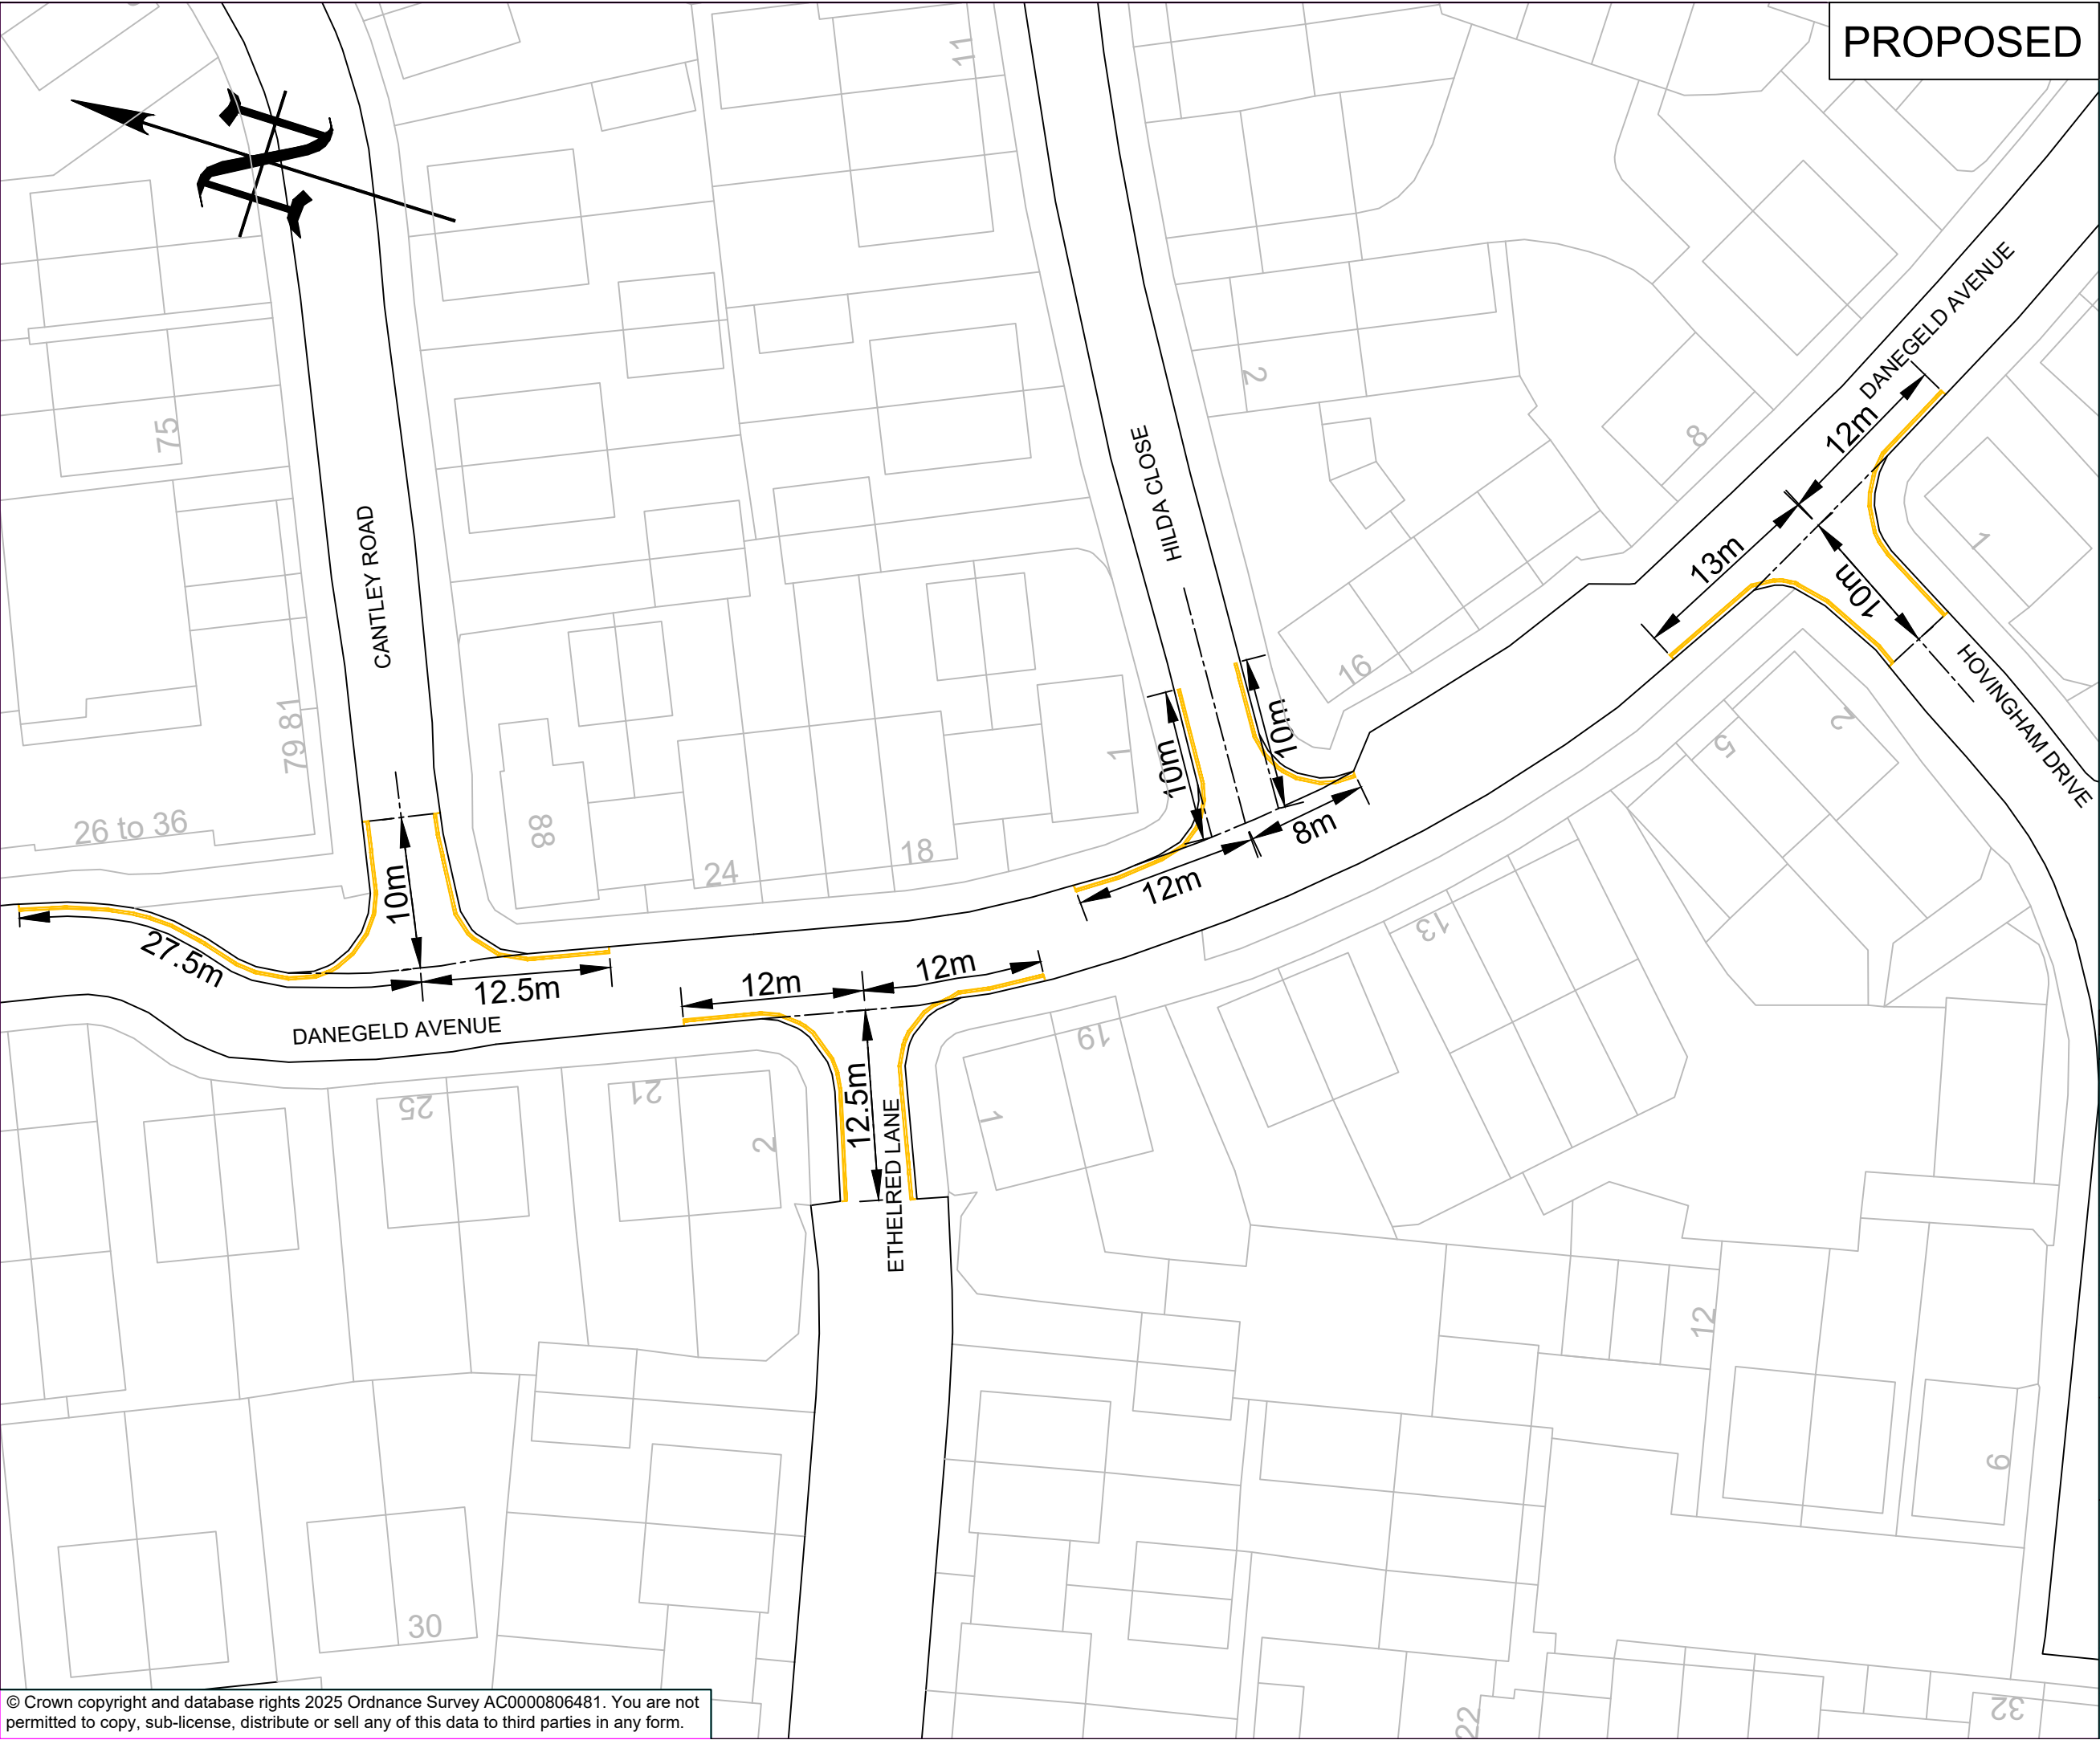 PROPOSED
N
11
75
CANTLEY ROAD
79 81
26 to 36
88
24
18
1
HILDA CLOSE
2
16
8
DANEGELD AVENUE
12m
13m
10m
1
HOVINGHAM DRIVE
2
5
13
10m
10m
8m
12m
10m
27.5m
12.5m
12m
12m
DANEGELD AVENUE
12.5m
ETHELRED LANE
25
21
2
19
1
12
9
30
22
32
© Crown copyright and database rights 2025 Ordnance Survey AC0000806481. You are not
permitted to copy, sub-license, distribute or sell any of this data to third parties in any form.